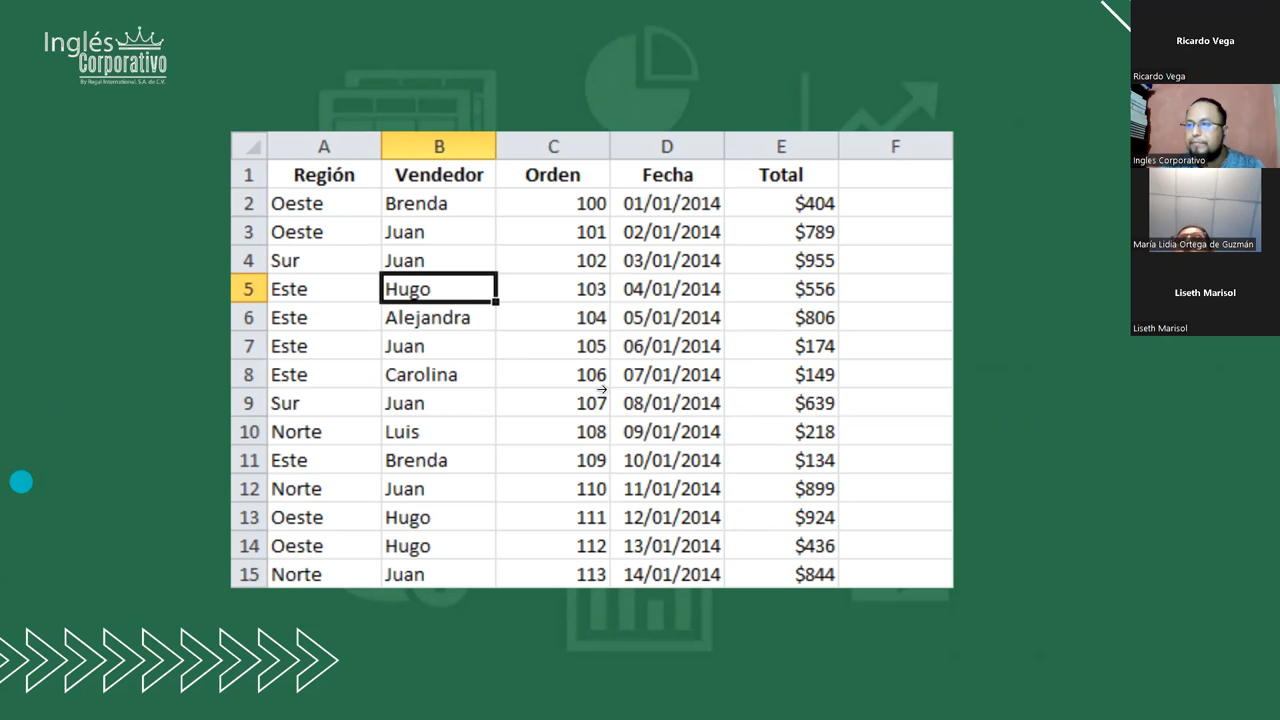 Inglés
Corporativo
By Regal International, S.A. de C.V.
A B C D E F
1 Región Vendedor Orden Fecha Total
2 Oeste Brenda 100 01/01/2014 $404
3 Oeste Juan 101 02/01/2014 $789
4 Sur Juan 102 03/01/2014 $955
5 Este Hugo 103 04/01/2014 $556
6 Este Alejandra 104 05/01/2014 $806
7 Este Juan 105 06/01/2014 $174
8 Este Carolina 106 07/01/2014 $149
9 Sur Juan 107 08/01/2014 $639
10 Norte Luis 108 09/01/2014 $218
11 Este Brenda 109 10/01/2014 $134
12 Norte Juan 110 11/01/2014 $899
13 Oeste Hugo 111 12/01/2014 $924
14 Oeste Hugo 112 13/01/2014 $436
15 Norte Juan 113 14/01/2014 $844
Ricardo Vega
Ricardo Vega
Ingles Corporativo
María Lidia Ortega de Guzmán
Liseth Marisol
Liseth Marisol